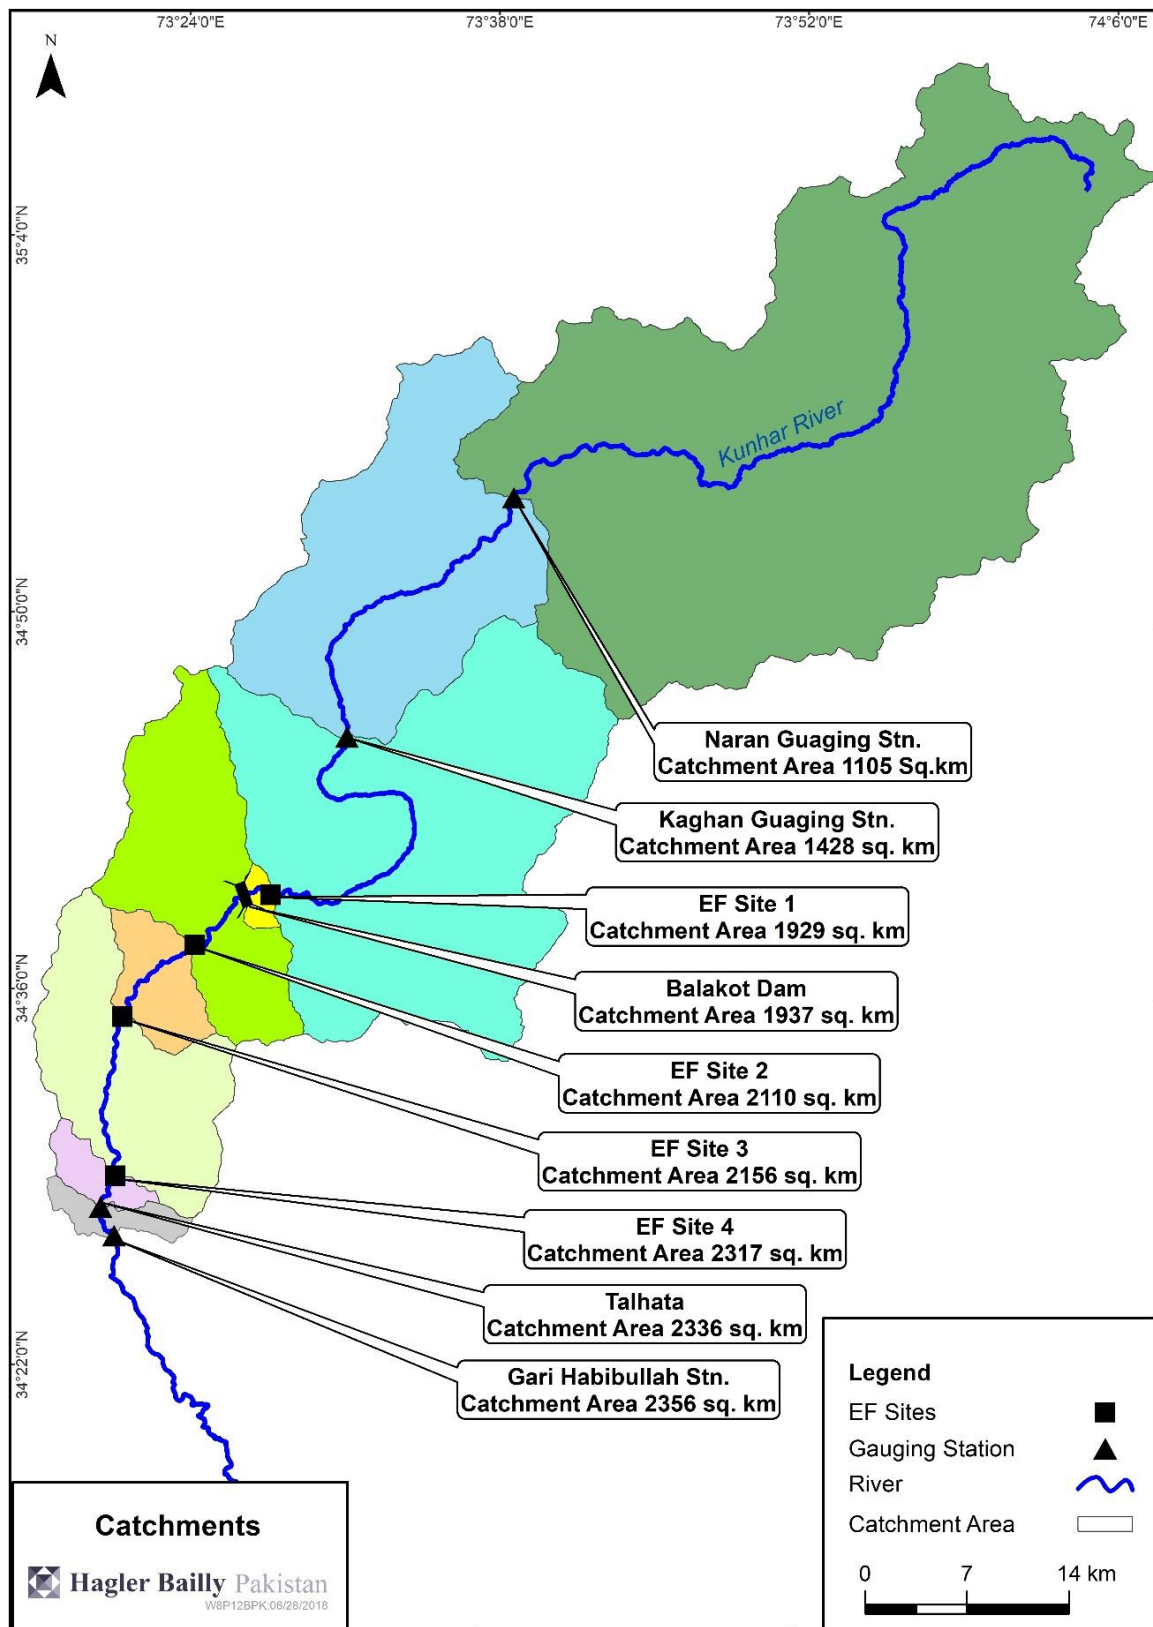 73°24'0"E
73°38'0"E
73°52'0"E
74°6'0"E
N
35°4'0"N
Kunhar River
34°50'0"N
Naran Guaging Stn.
Catchment Area 1105 Sq.km
Kaghan Guaging Stn.
Catchment Area 1428 sq. km
EF Site 1
Catchment Area 1929 sq. km
Balakot Dam
Catchment Area 1937 sq. km
34°36'0"N
EF Site 2
Catchment Area 2110 sq. km
EF Site 3
Catchment Area 2156 sq. km
EF Site 4
Catchment Area 2317 sq. km
Talhata
Catchment Area 2336 sq. km
34°22'0"N
Gari Habibullah Stn.
Catchment Area 2356 sq. km
Legend
EF Sites
Gauging Station
River
Catchment Area
0 7 14 km
Catchments
Hagler Bailly Pakistan
W8P12BPK:06/28/2018